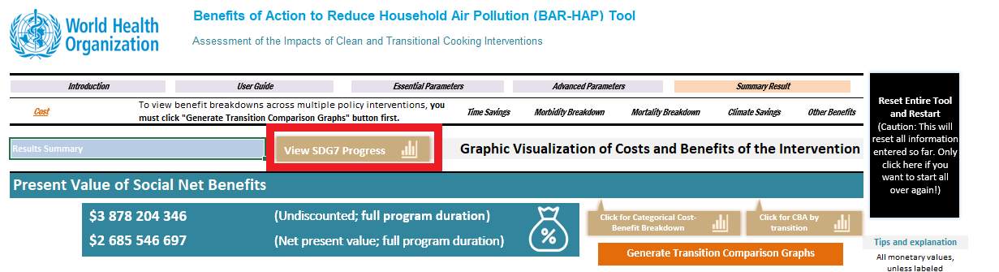 World Health
Organization
Benefits of Action to Reduce Household Air Pollution (BAR-HAP) Tool
Assessment of the Impacts of Clean and Transitional Cooking Interventions
Introduction
User Guide
Essential Parameters
Advanced Parameters
Summary Result
Cost
To view benefit breakdowns across multiple policy interventions, you
must click "Generate Transition Comparison Graphs" button first.
Time Savings
Morbidity Breakdown
Mortality Breakdown
Climate Savings
Other Benefits
Reset Entire Tool
and Restart
(Caution: This will
reset all information
entered so far. Only
click here if you
want to start all
over again!)
Results Summary
View SDG7 Progress
Graphic Visualization of Costs and Benefits of the Intervention
Present Value of Social Net Benefits
$3 878 204 346
(Undiscounted; full program duration)
$2 685 546 697
(Net present value; full program duration)
%
Click for Categorical Cost-
Benefit Breakdown
Click for CBA by
transition
Generate Transition Comparison Graphs
Tips and explanation
All monetary values,
unless labeled